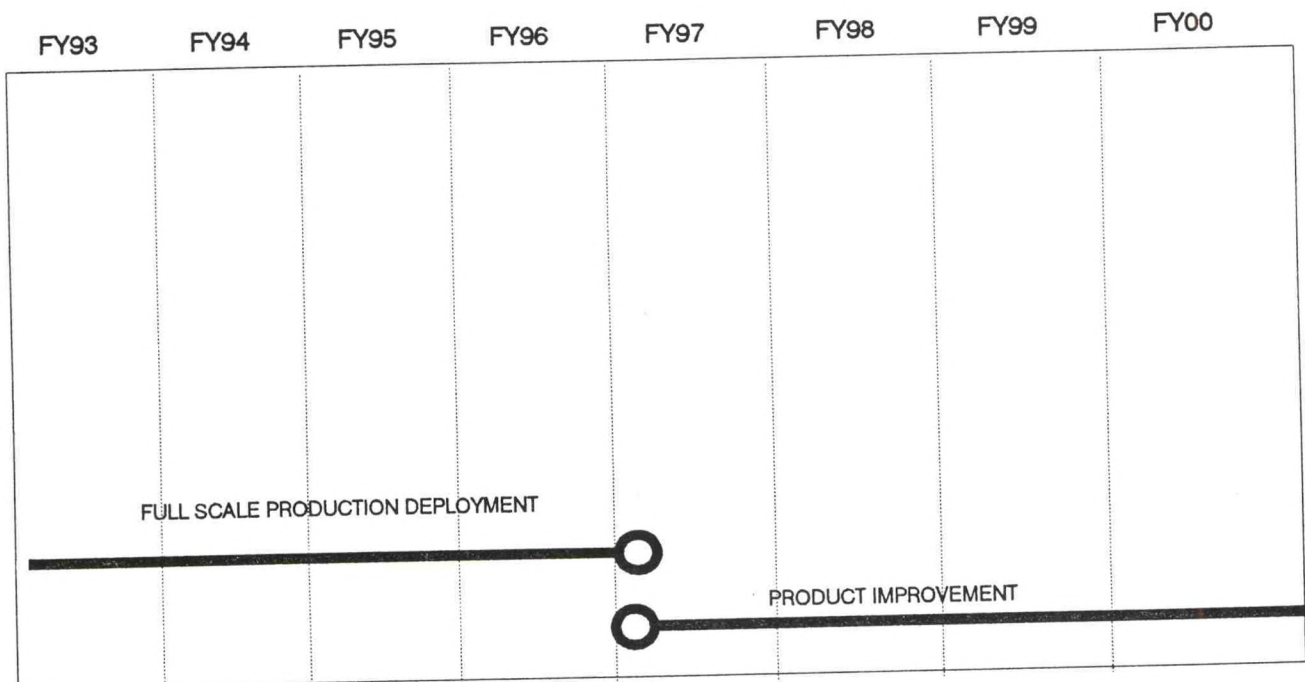 FY93 FY94 FY95 FY96 FY97 FY98 FY99 FY00
FULL SCALE PRODUCTION DEPLOYMENT
PRODUCT IMPROVEMENT